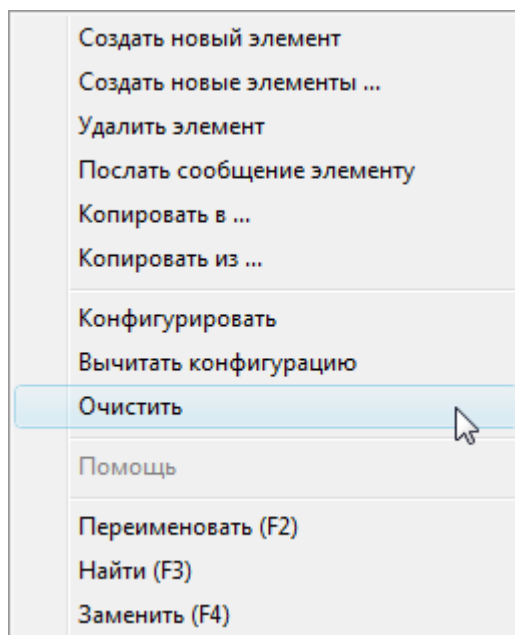 Создать новый элемент
Создать новые элементы ...
Удалить элемент
Послать сообщение элементу
Копировать в ...
Копировать из ...
Конфигурировать
Вычитать конфигурацию
Очистить
Помощь
Переименовать (F2)
Найти (F3)
Заменить (F4)